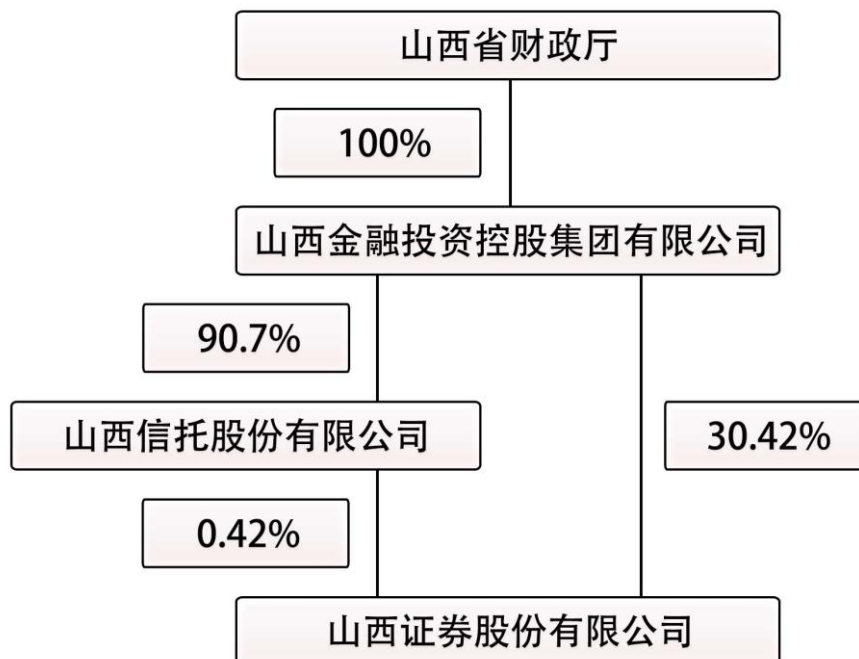 山西省财政厅
100%
山西金融投资控股集团有限公司
90.7%
山西信托股份有限公司
30.42%
0.42%
山西证券股份有限公司